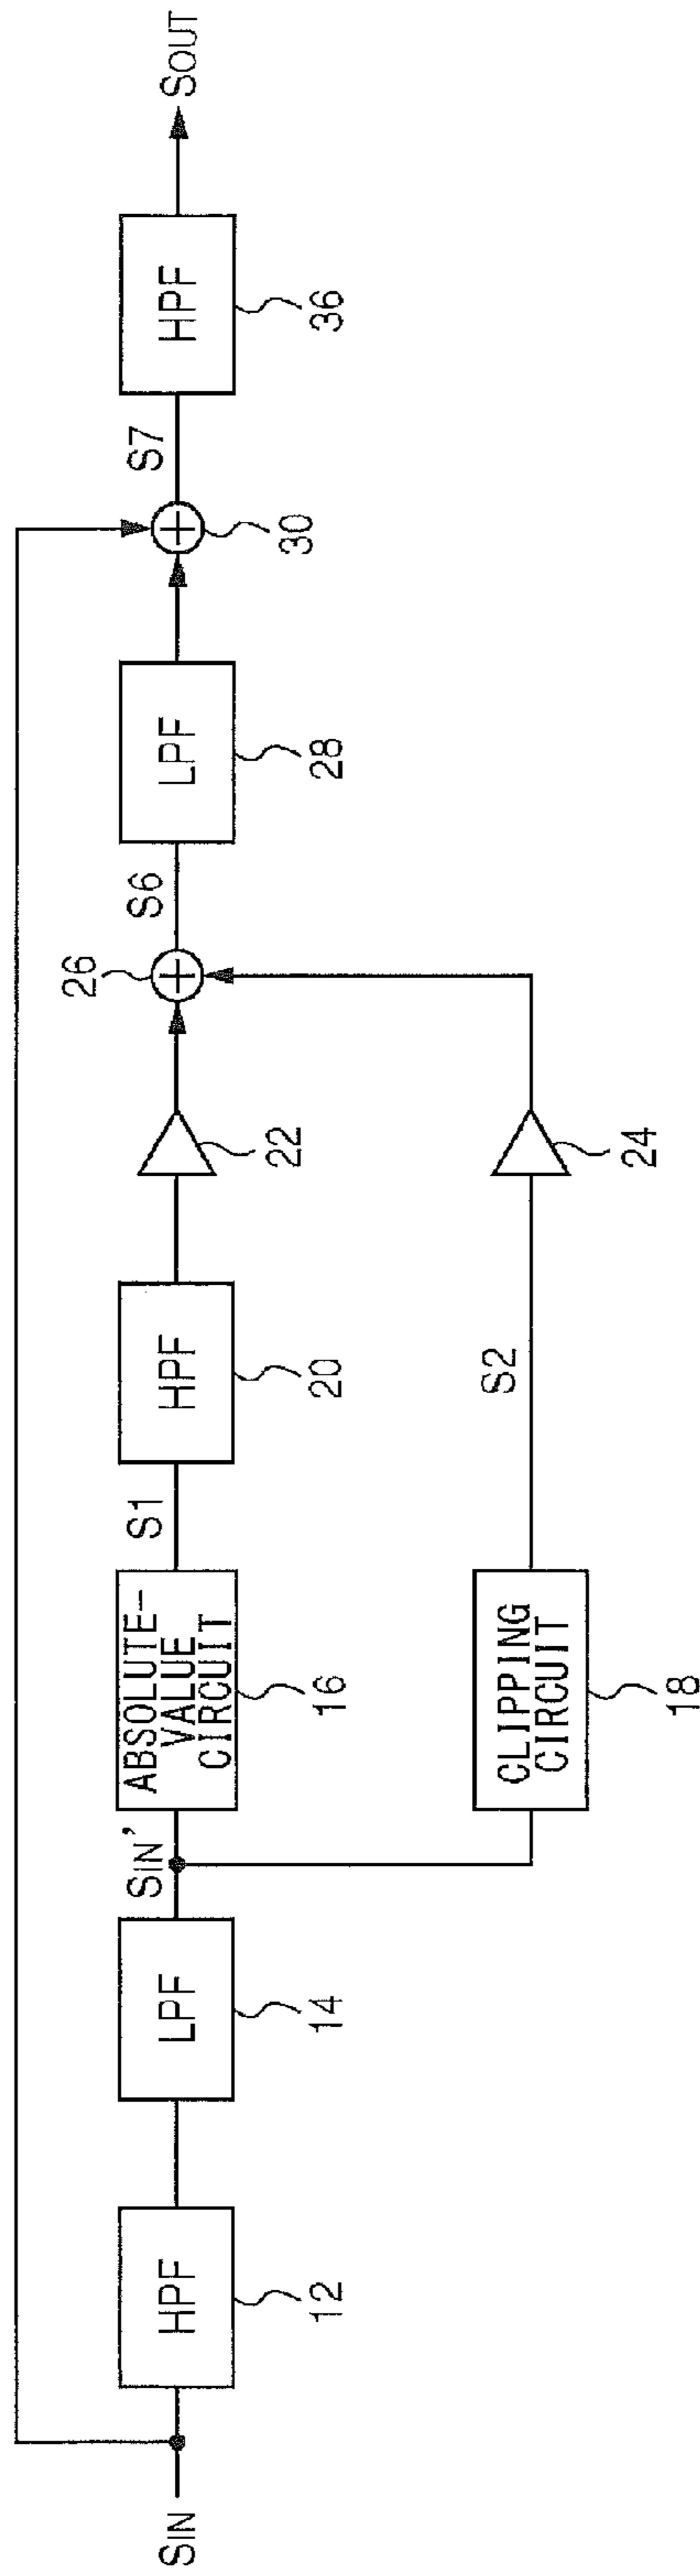 SIN
HPF
12
LPF
14
SIN'
ABSOLUTE-
VALUE
CIRCUIT
16
S1
HPF
20
22
CLIPPING
CIRCUIT
18
S2
24
26
S6
LPF
28
30
S7
HPF
36
SOUT